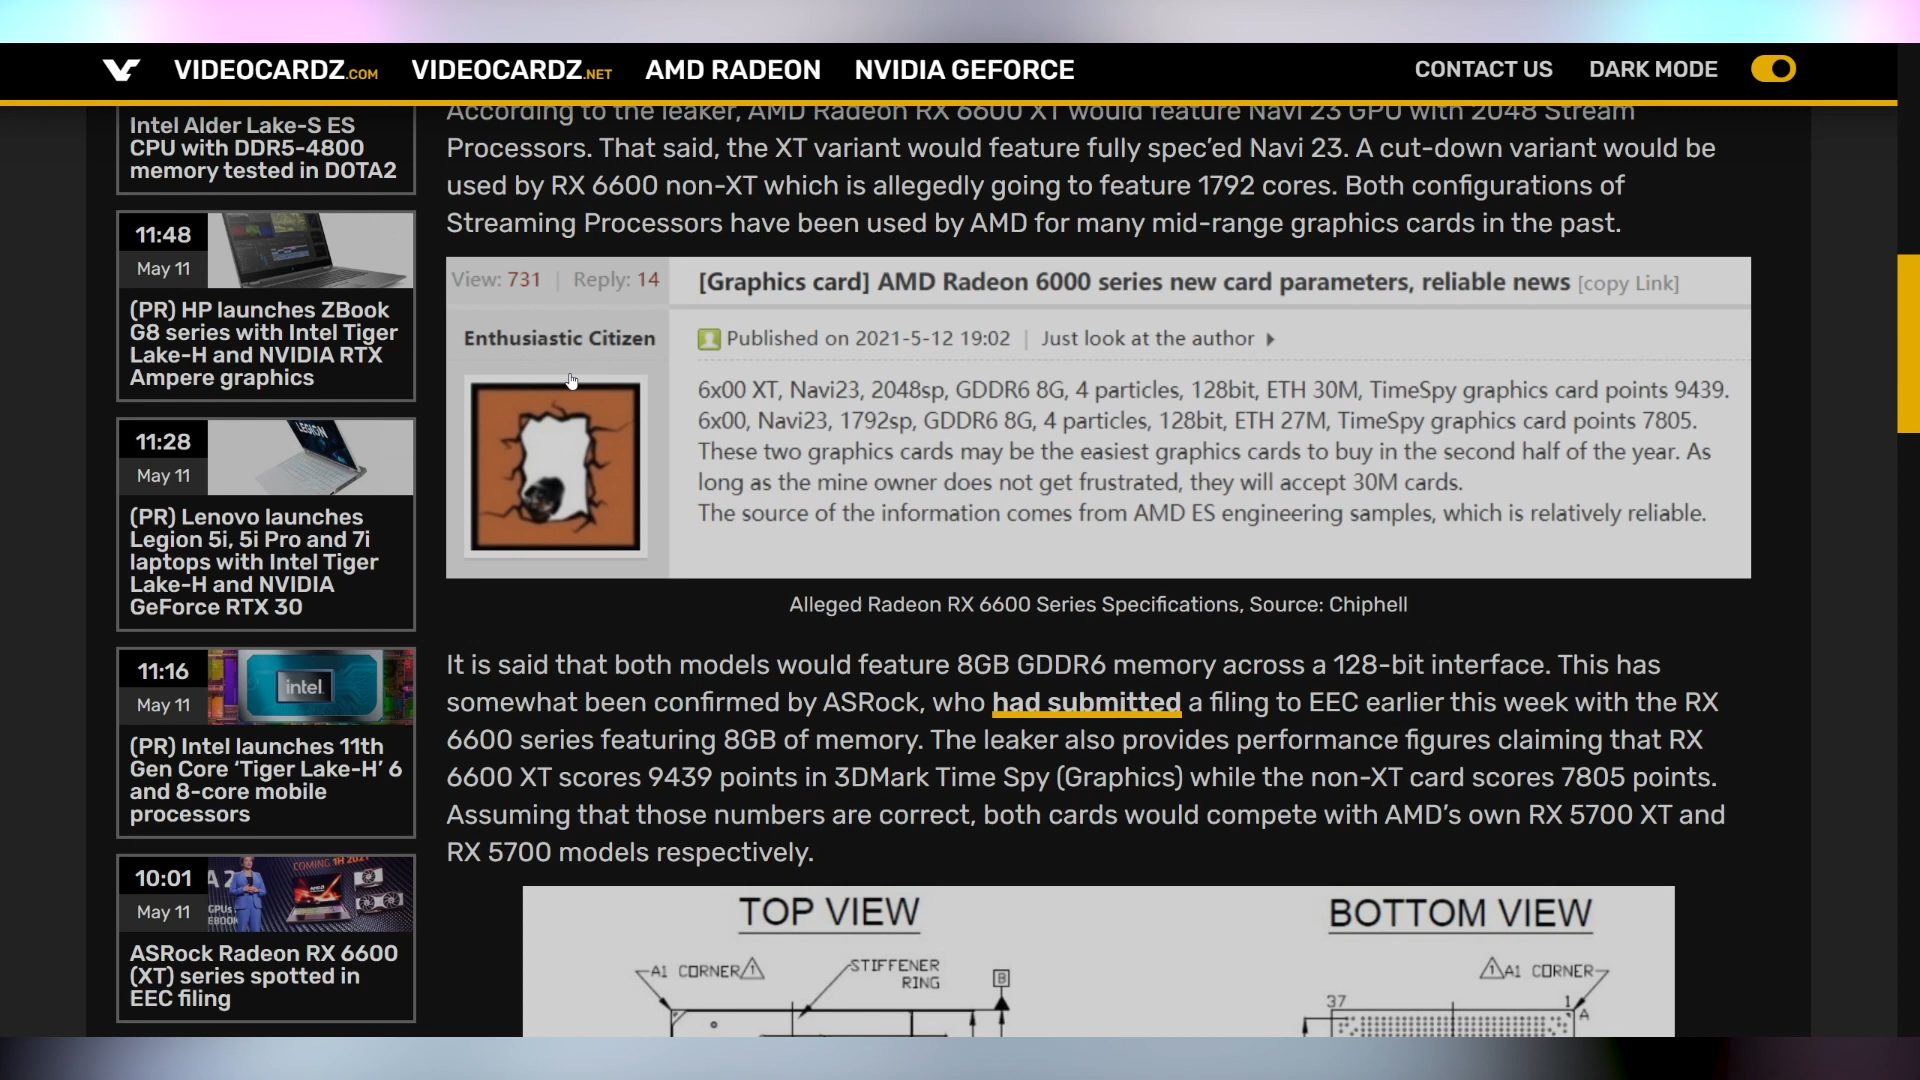 VIDEOCARDZ.COM VIDEOCARDZ.NET AMD RADEON NVIDIA GEFORCE CONTACT US DARK MODE
Intel Alder Lake-S ES
CPU with DDR5-4800
memory tested in DOTA2
11:48
May 11
(PR) HP launches ZBook
G8 series with Intel Tiger
Lake-H and NVIDIA RTX
Ampere graphics
11:28
May 11
LEGION
(PR) Lenovo launches
Legion 5i, 5i Pro and 7i
laptops with Intel Tiger
Lake-H and NVIDIA
GeForce RTX 30
11:16
May 11
intel.
(PR) Intel launches 11th
Gen Core ‘Tiger Lake-H’ 6
and 8-core mobile
processors
10:01
May 11
COMING 1H 2021
ASRock Radeon RX 6600
(XT) series spotted in
EEC filing
According to the leaker, AMD Radeon RX 6600 XT would feature Navi 23 GPU with 2048 Stream
Processors. That said, the XT variant would feature fully spec’ed Navi 23. A cut-down variant would be
used by RX 6600 non-XT which is allegedly going to feature 1792 cores. Both configurations of
Streaming Processors have been used by AMD for many mid-range graphics cards in the past.
View: 731 | Reply: 14
[Graphics card] AMD Radeon 6000 series new card parameters, reliable news [copy Link]
Enthusiastic Citizen
Published on 2021-5-12 19:02 | Just look at the author
6x00 XT, Navi23, 2048sp, GDDR6 8G, 4 particles, 128bit, ETH 30M, TimeSpy graphics card points 9439.
6x00, Navi23, 1792sp, GDDR6 8G, 4 particles, 128bit, ETH 27M, TimeSpy graphics card points 7805.
These two graphics cards may be the easiest graphics cards to buy in the second half of the year. As
long as the mine owner does not get frustrated, they will accept 30M cards.
The source of the information comes from AMD ES engineering samples, which is relatively reliable.
Alleged Radeon RX 6600 Series Specifications, Source: Chiphell
It is said that both models would feature 8GB GDDR6 memory across a 128-bit interface. This has
somewhat been confirmed by ASRock, who had submitted a filing to EEC earlier this week with the RX
6600 series featuring 8GB of memory. The leaker also provides performance figures claiming that RX
6600 XT scores 9439 points in 3DMark Time Spy (Graphics) while the non-XT card scores 7805 points.
Assuming that those numbers are correct, both cards would compete with AMD’s own RX 5700 XT and
RX 5700 models respectively.
TOP VIEW
A1 CORNER 1
STIFFENER
RING
B
BOTTOM VIEW
1 A1 CORNER
37 1
A